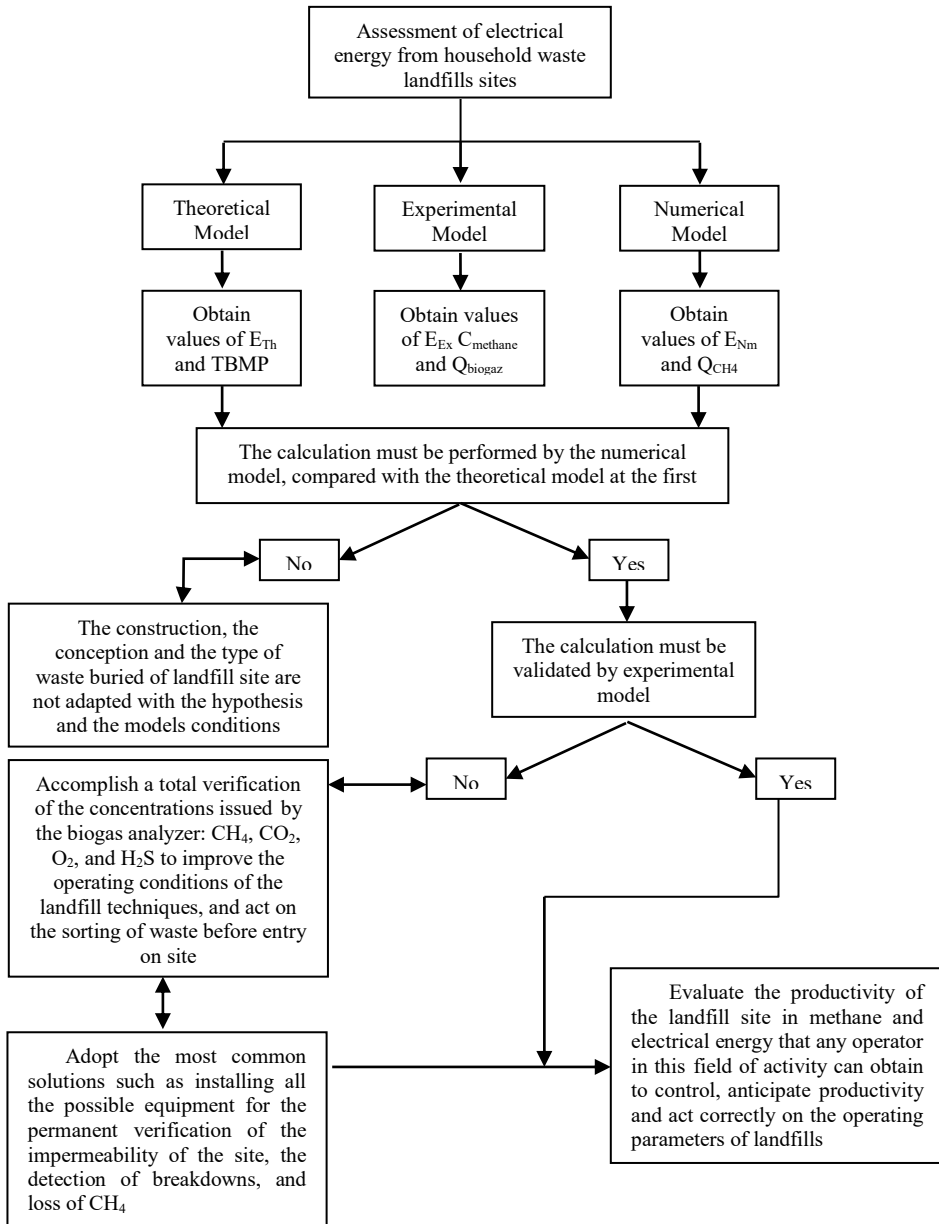 Assessment of electrical
energy from household waste
landfills sites
Theoretical
Model
Experimental
Model
Numerical
Model
Obtain
values of E_Th
and TBMP
Obtain values
of E_Ex C_methane
and Q_biogaz
Obtain
values of E_Nm
and Q_CH4
The calculation must be performed by the numerical
model, compared with the theoretical model at the first
No
Yes
The construction, the
conception and the type of
waste buried of landfill site are
not adapted with the hypothesis
and the models conditions
The calculation must be
validated by experimental
model
No
Yes
Accomplish a total verification
of the concentrations issued by
the biogas analyzer: CH₄, CO₂,
O₂, and H₂S to improve the
operating conditions of the
landfill techniques, and act on
the sorting of waste before entry
on site
Adopt the most common
solutions such as installing all
the possible equipment for the
permanent verification of the
impermeability of the site, the
detection of breakdowns, and
loss of CH₄
Evaluate the productivity of
the landfill site in methane and
electrical energy that any operator
in this field of activity can obtain
to control, anticipate productivity
and act correctly on the operating
parameters of landfills